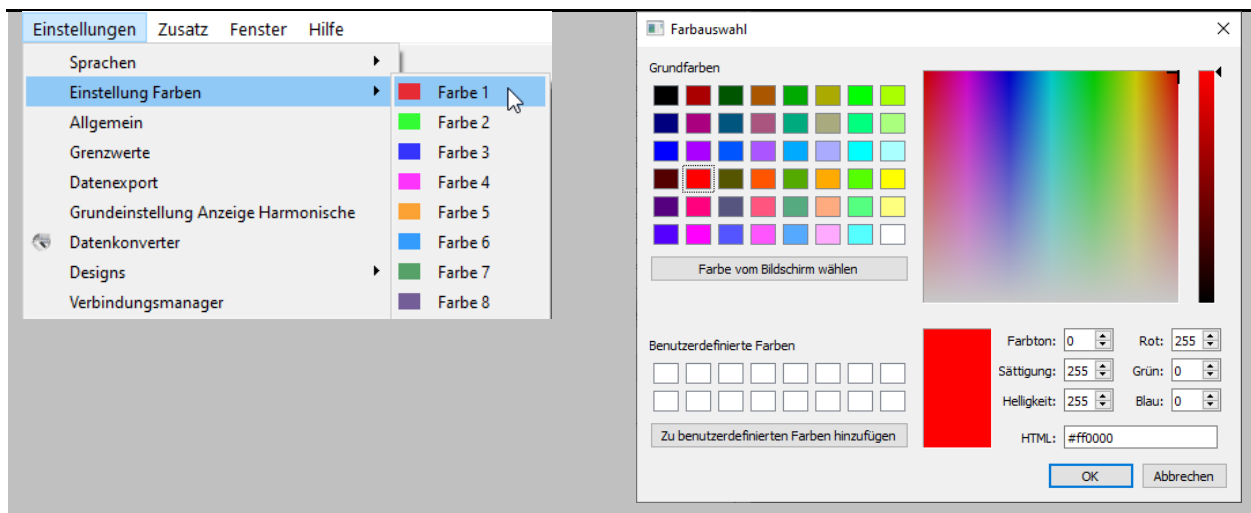 Einstellungen Zusatz Fenster Hilfe
Sprachen
Einstellung Farben
Allgemein
Grenzwerte
Datenexport
Grundeinstellung Anzeige Harmonische
Datenkonverter
Designs
Verbindungsmanager
Farbe 1
Farbe 2
Farbe 3
Farbe 4
Farbe 5
Farbe 6
Farbe 7
Farbe 8
Farbauswahl
Grundfarben
Farbe vom Bildschirm wählen
Benutzerdefinierte Farben
Zu benutzerdefinierten Farben hinzufügen
Farbton: 0 Rot: 255
Sättigung: 255 Grün: 0
Helligkeit: 255 Blau: 0
HTML: #ff0000
OK Abbrechen